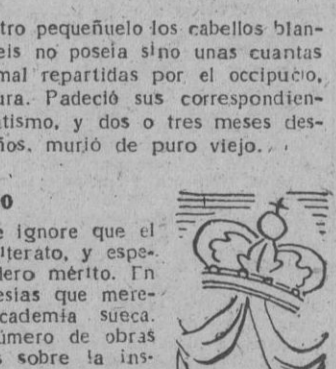 tro pequeñuelo los cabellos blan-
eis no poseía sino unas cuantas
mal repartidas por el occipucio,
ura. Padeció sus correspondien-
atismo, y dos o tres meses des-
ños, murió de puro viejo.
o
e ignore que el
iterato, y espe-
dero mérito. En
esías que mere-
cademia sueca.
úmero de obras
s sobre la ins-